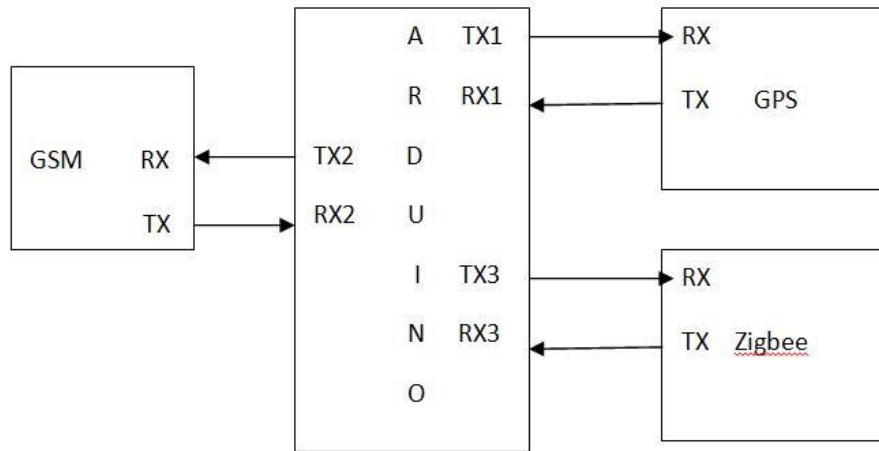 A TX1 RX
R RX1 TX GPS
GSM RX TX2 D
TX RX2 U
I TX3 RX
N RX3 TX Zigbee
O